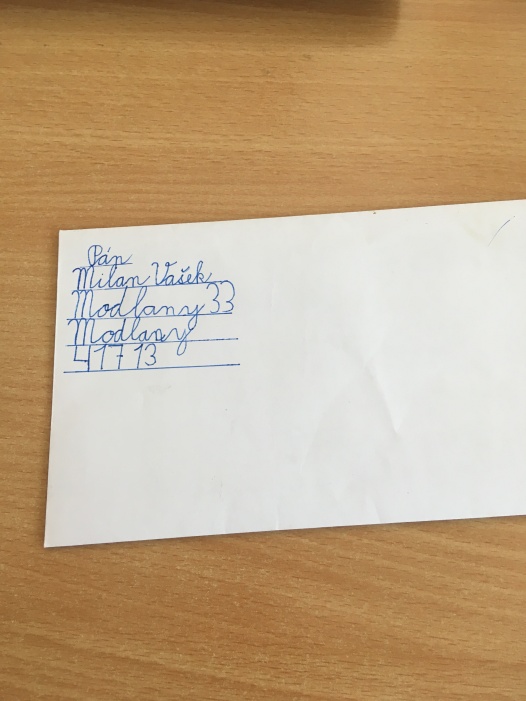 Pán
Milan Vašek
Modlany 33
Modlany
417 13